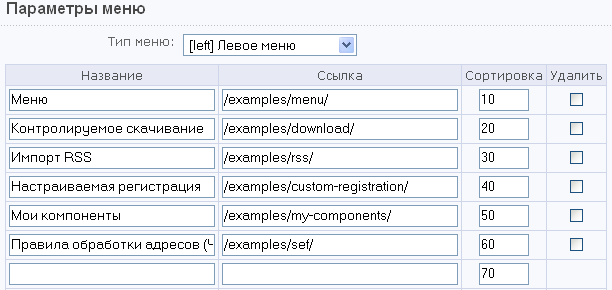 Параметры меню
Тип меню: [left] Левое меню
Название Ссылка Сортировка Удалить
Меню /examples/menu/ 10
Контролируемое скачивание /examples/download/ 20
Импорт RSS /examples/rss/ 30
Настраиваемая регистрация /examples/custom-registration/ 40
Мои компоненты /examples/my-components/ 50
Правила обработки адресов (Ч /examples/sef/ 60
70